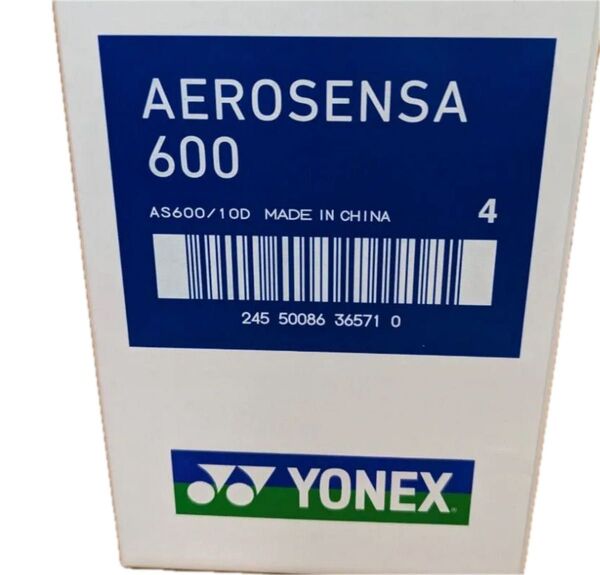 AEROSENSA
600
AS600/10D MADE IN CHINA 4
245 50086 36571 0
YONEX